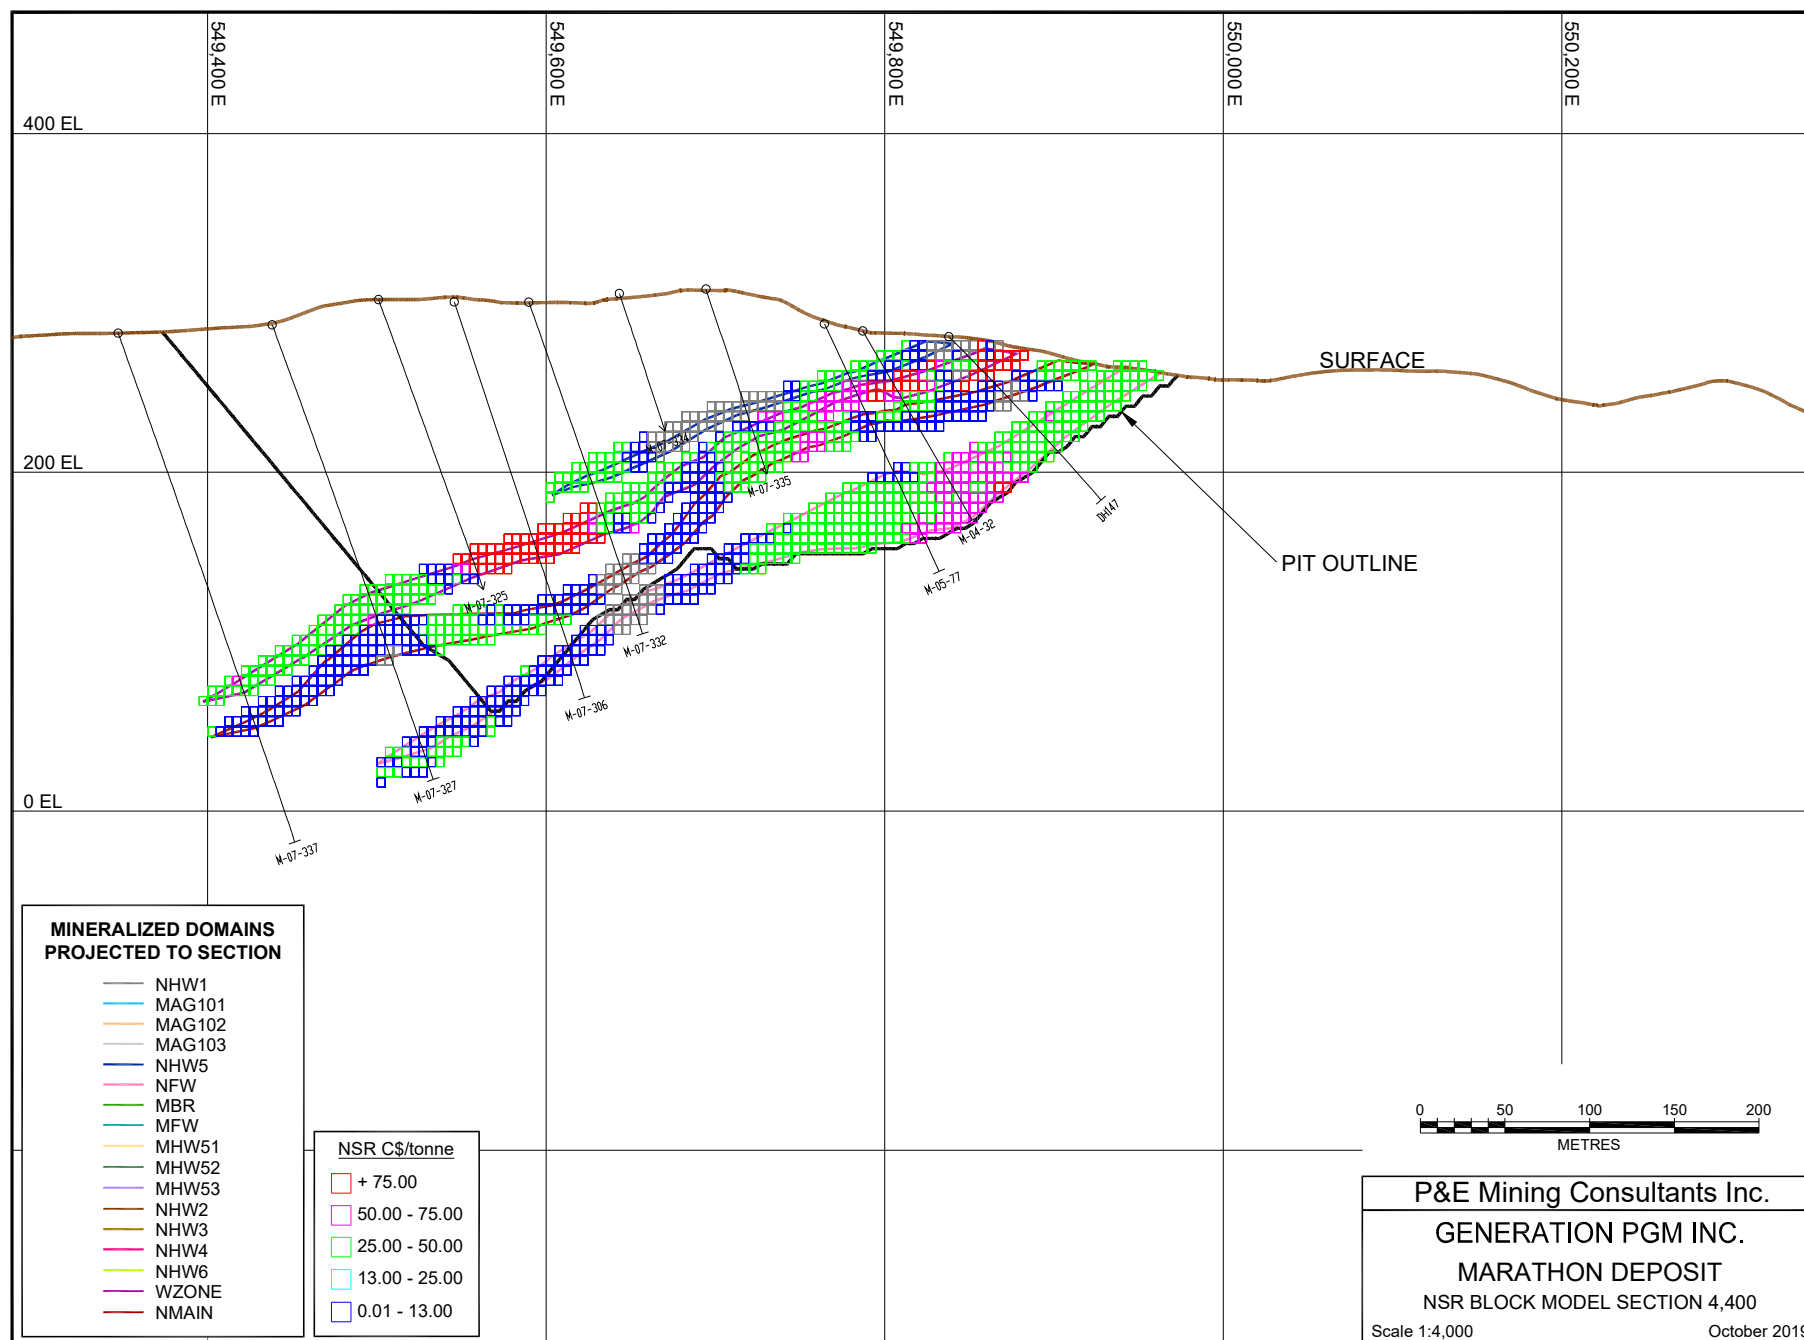 549,400 E
549,600 E
549,800 E
550,000 E
550,200 E
400 EL
SURFACE
M-07-334
200 EL
M-07-335
DH147
M-04-32
PIT OUTLINE
M-05-77
M-07-325
M-07-332
M-07-306
M-07-327
0 EL
M-07-337
MINERALIZED DOMAINS
PROJECTED TO SECTION
NHW1
MAG101
MAG102
MAG103
NHW5
NFW
MBR
MFW
MHW51
MHW52
MHW53
NHW2
NHW3
NHW4
NHW6
WZONE
NMAIN
NSR C$/tonne
+ 75.00
50.00 - 75.00
25.00 - 50.00
13.00 - 25.00
0.01 - 13.00
0 50 100 150 200
METRES
P&E Mining Consultants Inc.
GENERATION PGM INC.
MARATHON DEPOSIT
NSR BLOCK MODEL SECTION 4,400
Scale 1:4,000 October 2019